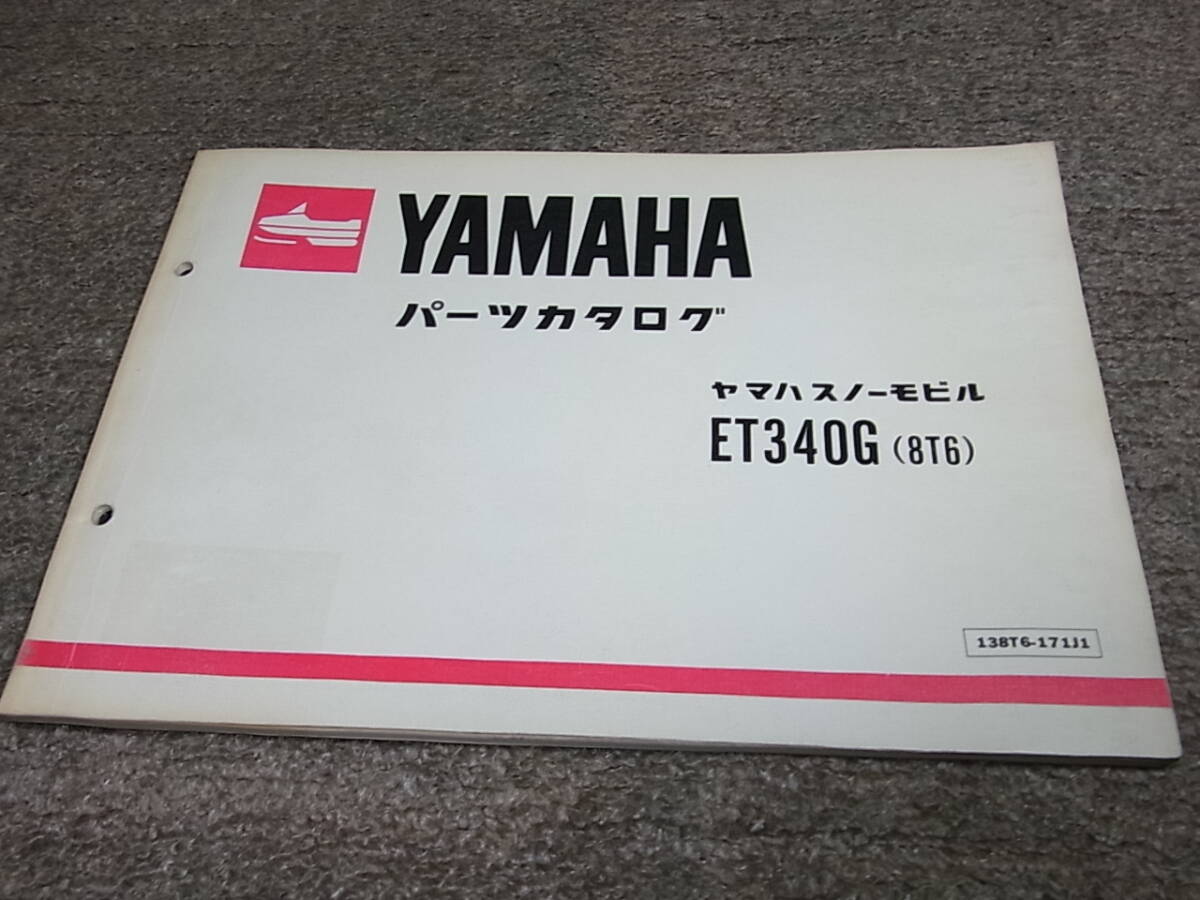 YAMAHA
パーツカタログ
ヤマハスノーモビル
ET340G (8T6)
138T6-171J1